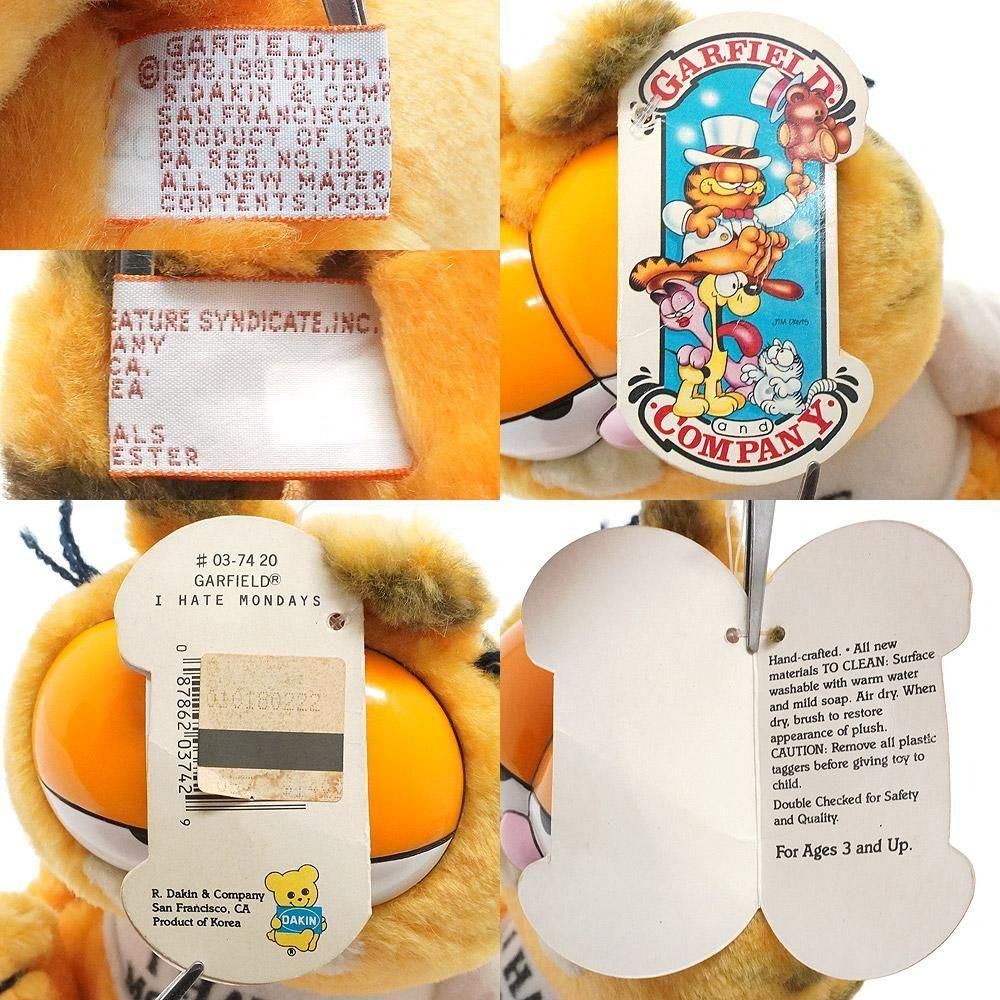 GARFIELD:
©1978,1981 UNITED
R.DAKIN & COMP
SAN FRANCISCO,
PRODUCT OF KOR
PA. REG. NO. 118
ALL NEW MATER
CONTENTS: POL
GARFIELD®
JIM DAVIS
and
COMPANY
EATURE SYNDICATE,INC.
ANY
CA.
EA
ALS
ESTER
# 03-74 20
GARFIELD®
I HATE MONDAYS
0 87862 03742 9
010180222
R. Dakin & Company
San Francisco, CA
Product of Korea
DAKIN
®
Hand-crafted. • All new
materials TO CLEAN: Surface
washable with warm water
and mild soap. Air dry. When
dry, brush to restore
appearance of plush.
CAUTION: Remove all plastic
taggers before giving toy to
child.
Double Checked for Safety
and Quality.
For Ages 3 and Up.